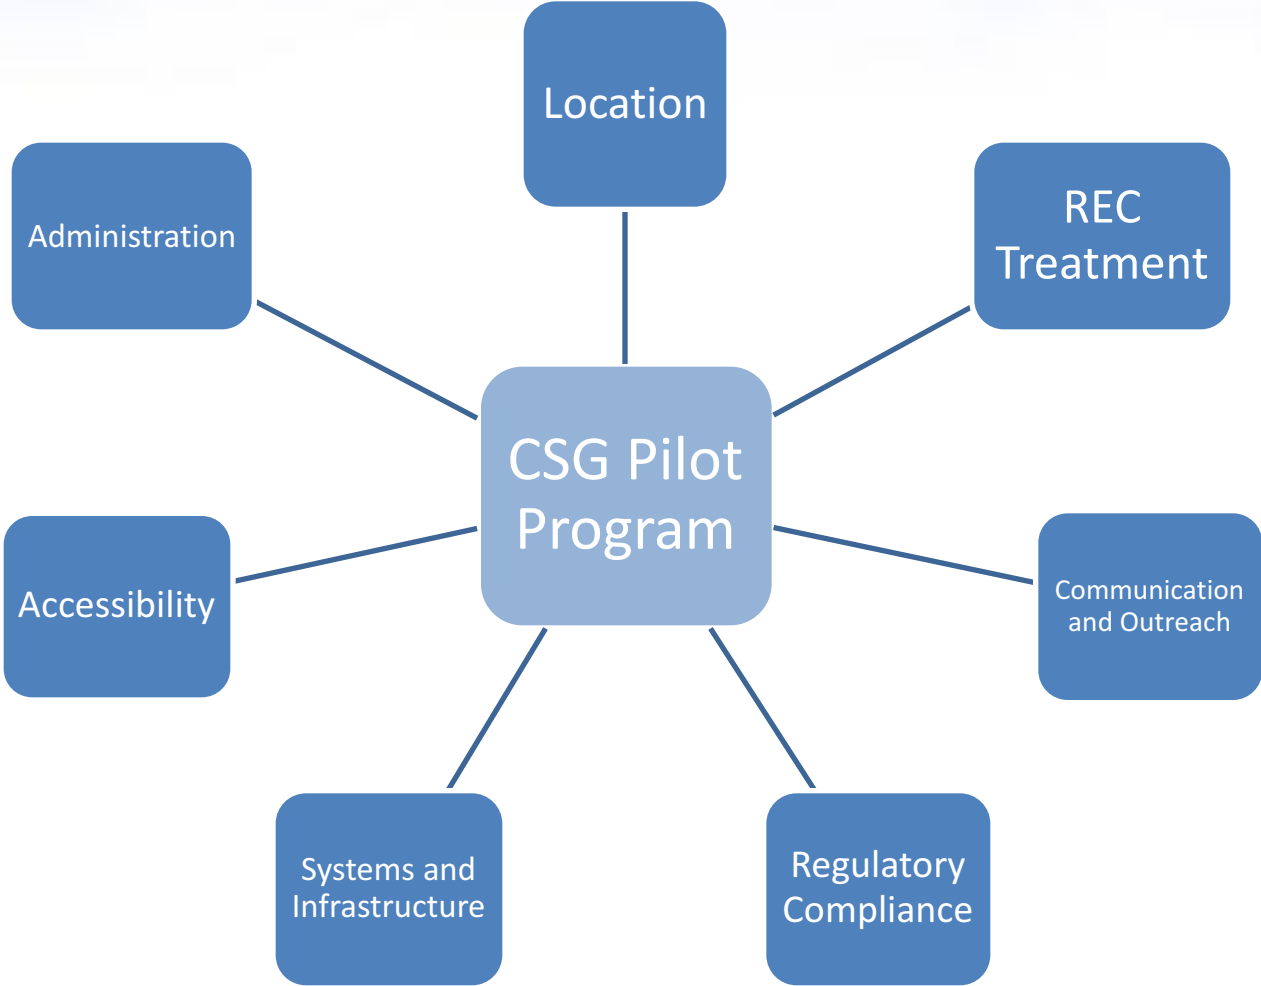 Location
Administration
REC
Treatment
CSG Pilot
Program
Accessibility
Communication
and Outreach
Systems and
Infrastructure
Regulatory
Compliance